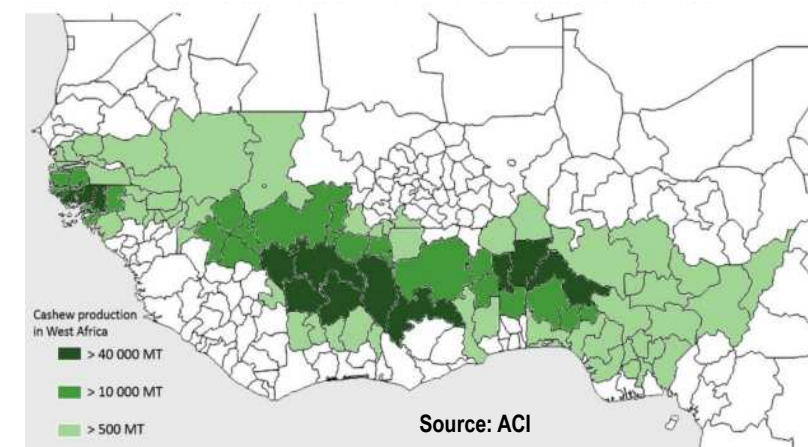 Cashew production
in West Africa
> 40 000 MT
> 10 000 MT
> 500 MT
Source: ACI